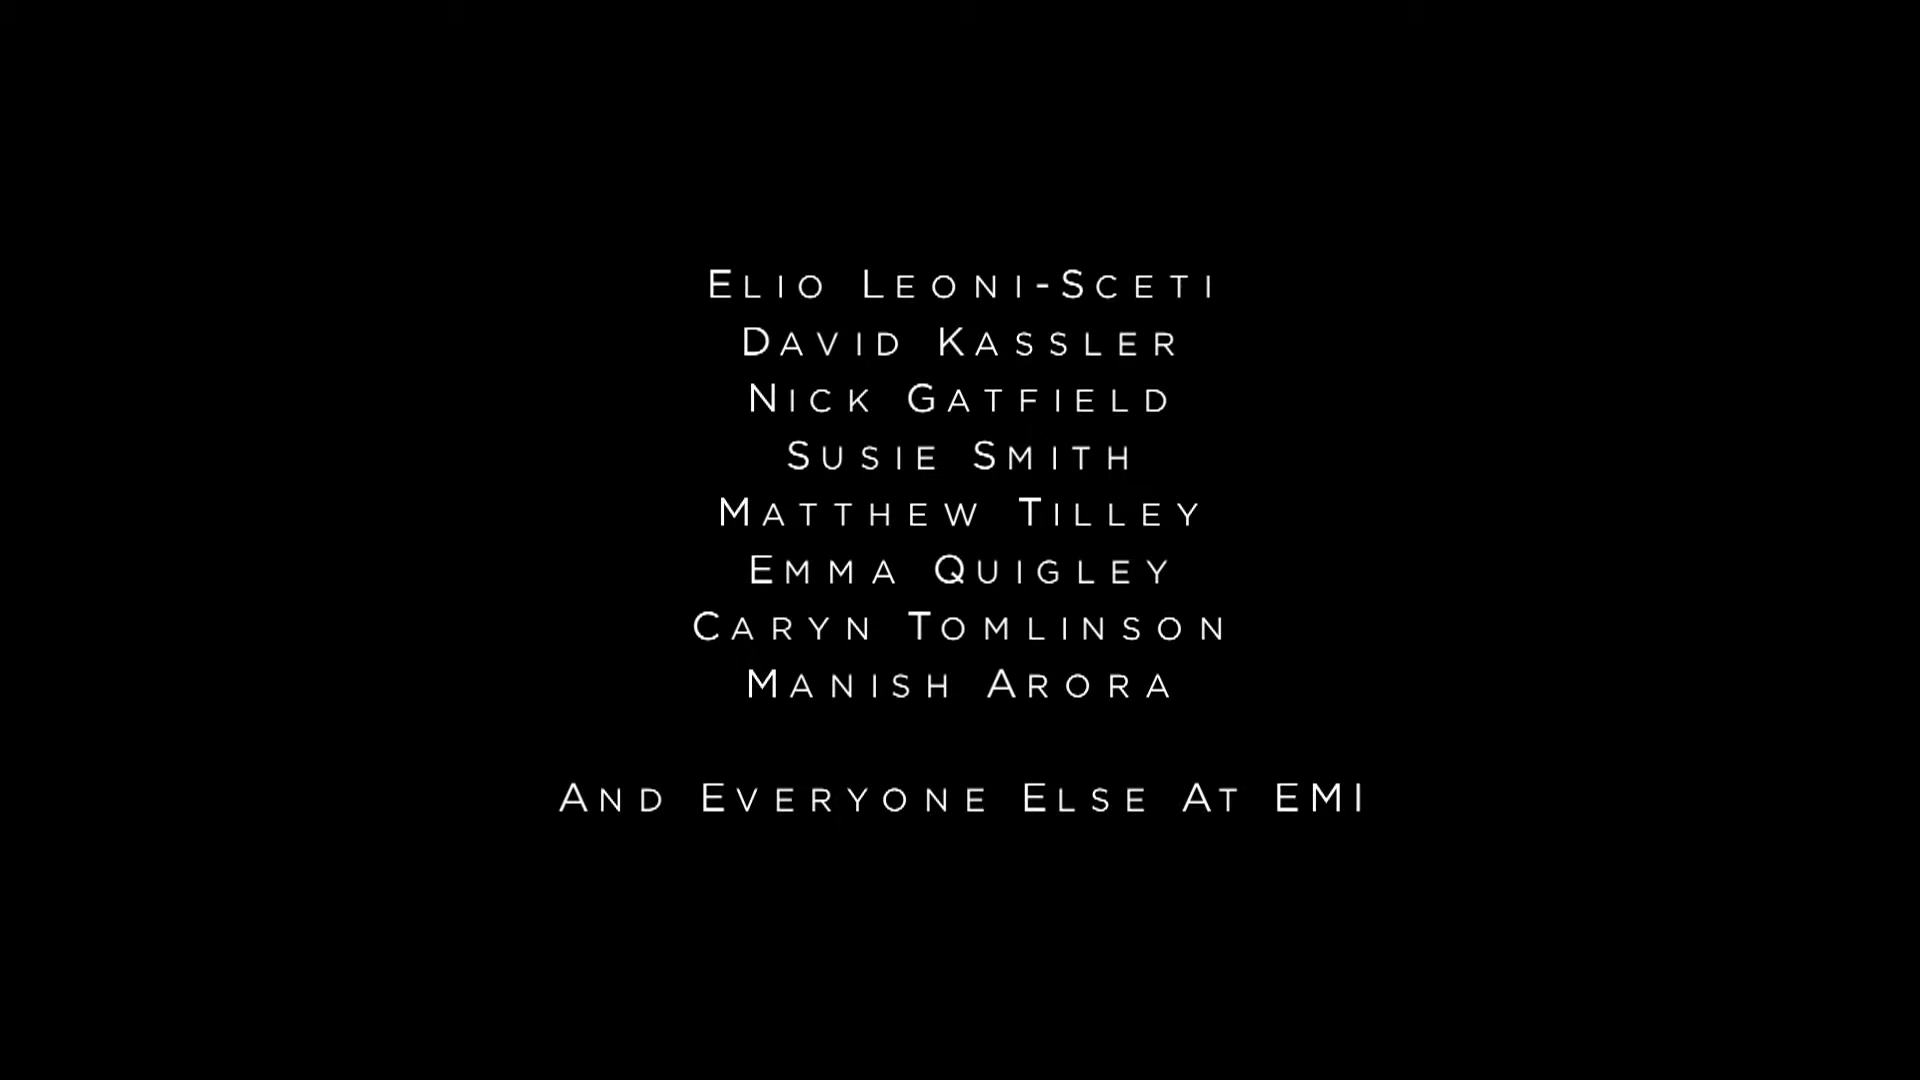 Elio Leoni-Sceti
David Kassler
Nick Gatfield
Susie Smith
Matthew Tilley
Emma Quigley
Caryn Tomlinson
Manish Arora
And Everyone Else At EMI